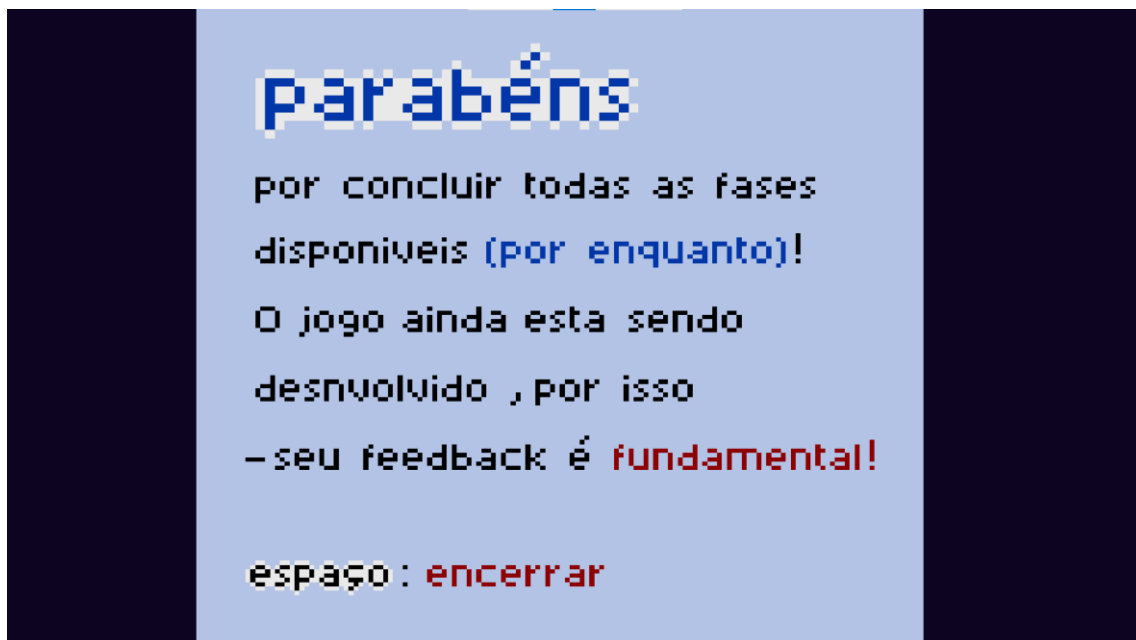 parabéns
por concluir todas as fases
disponiveis (por enquanto)!
O jogo ainda esta sendo
desnvolvido , por isso
-seu feedback é fundamental!
espaço: encerrar